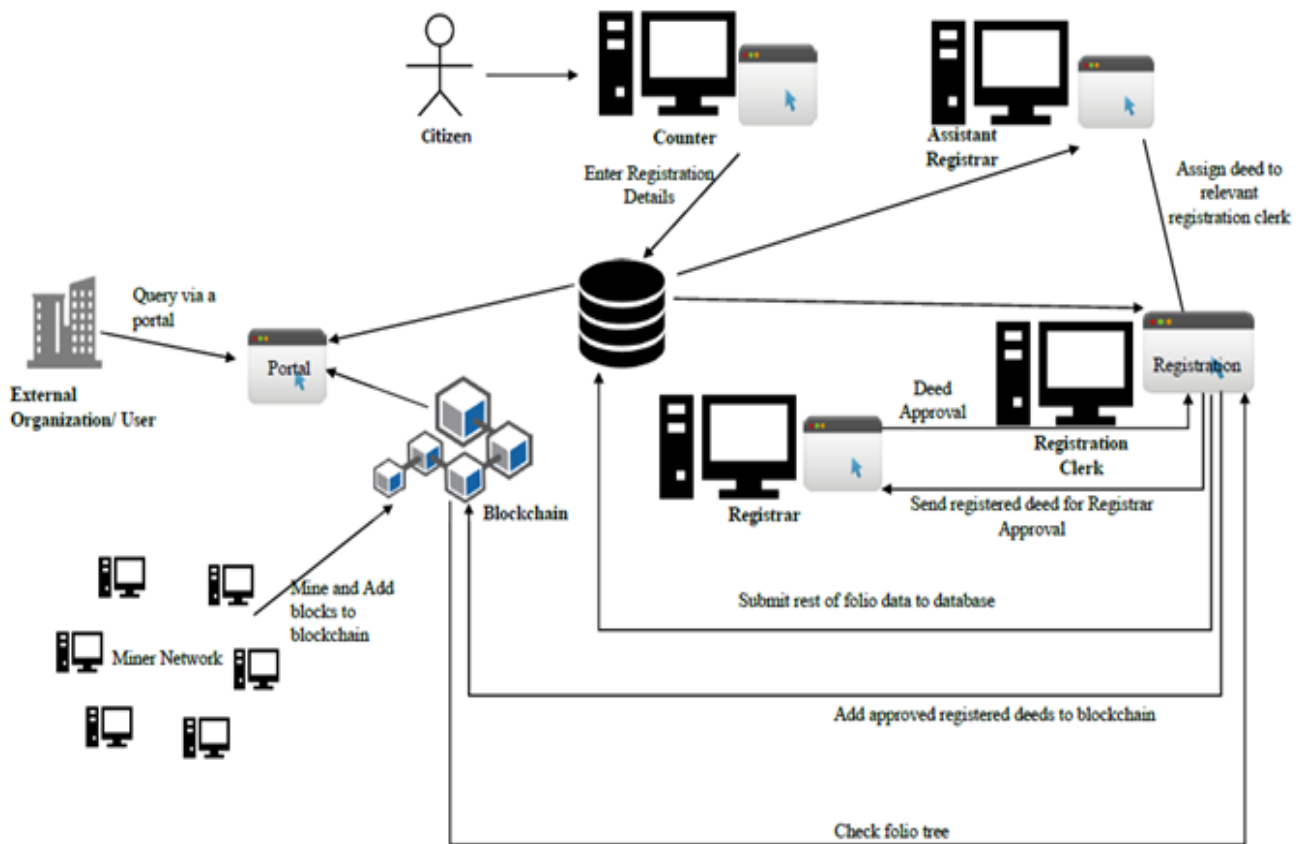 Citizen
Counter
Assistant
Registrar
Enter Registration
Details
Assign deed to
relevant
registration clerk
Query via a
portal
Portal
External
Organization/ User
Registration
Deed
Approval
Registration
Clerk
Registrar
Send registered deed for Registrar
Approval
Blockchain
Mine and Add
blocks to
blockchain
Miner Network
Submit rest of folio data to database
Add approved registered deeds to blockchain
Check folio tree